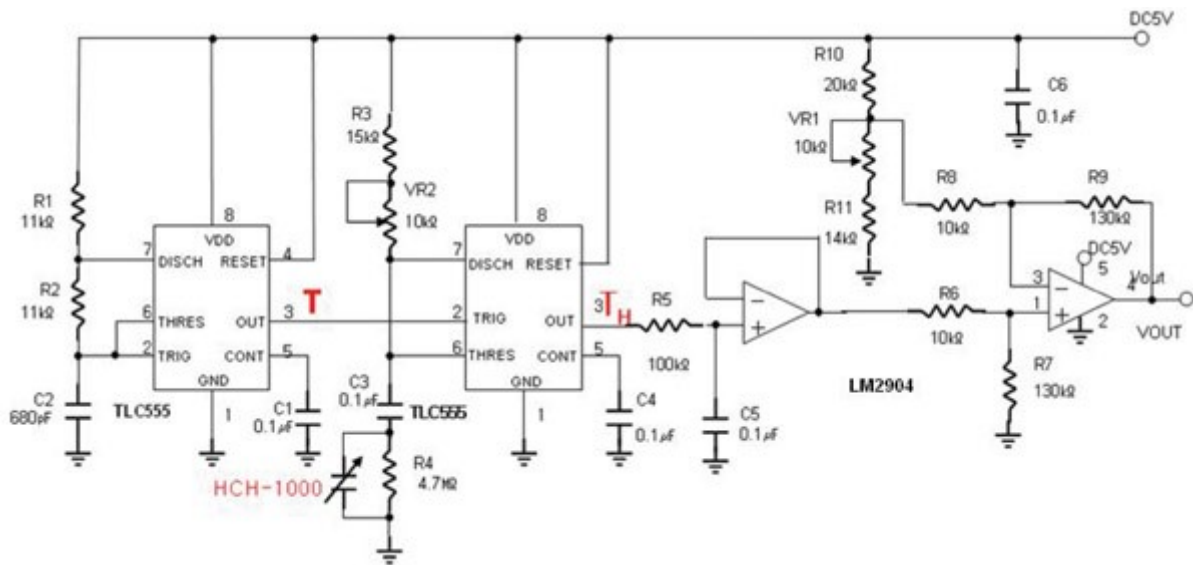 DC5V
R10
20kΩ
C6
0.1㎌
VR1
10kΩ
R3
15kΩ
VR2
10kΩ
R1
11kΩ
R8
10kΩ
R9
130kΩ
R11
14kΩ
8
VDD
7
DISCH
RESET
4
R2
11kΩ
6
THRES
OUT
3
T
2
TRIG
CONT
5
GND
1
C2
680pF
TLC555
C1
0.1㎌
8
VDD
7
DISCH
RESET
2
TRIG
OUT
3
TH
6
THRES
CONT
5
GND
1
C3
0.1㎌
TLC555
C4
0.1㎌
HCH-1000
R4
4.7MΩ
R5
100kΩ
C5
0.1㎌
-
+
LM2904
R6
10kΩ
R7
130kΩ
DC5V
5
3
-
1
+
2
4
Vout
VOUT